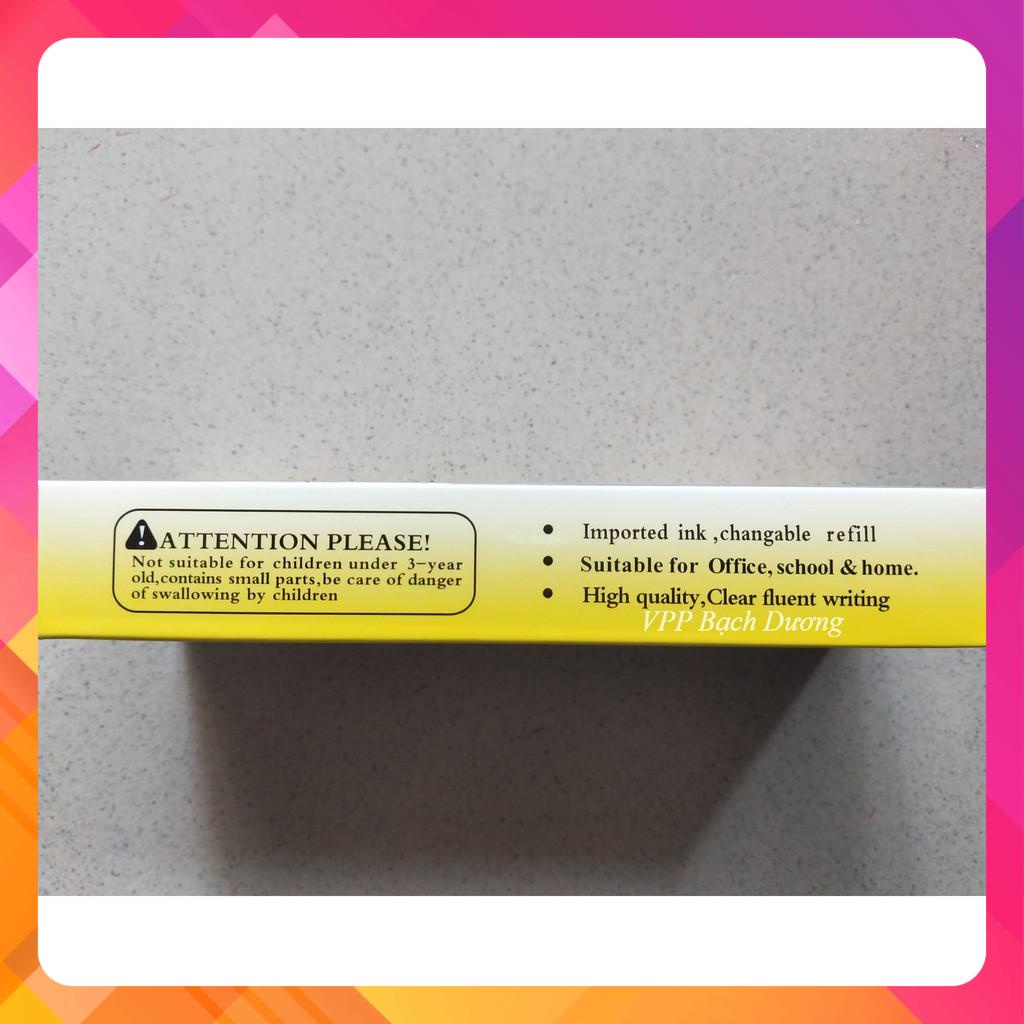 ATTENTION PLEASE!
Not suitable for children under 3-year
old,contains small parts,be care of danger
of swallowing by children
• Imported ink ,changable refill
• Suitable for Office, school & home.
• High quality,Clear fluent writing
VPP Bạch Dương